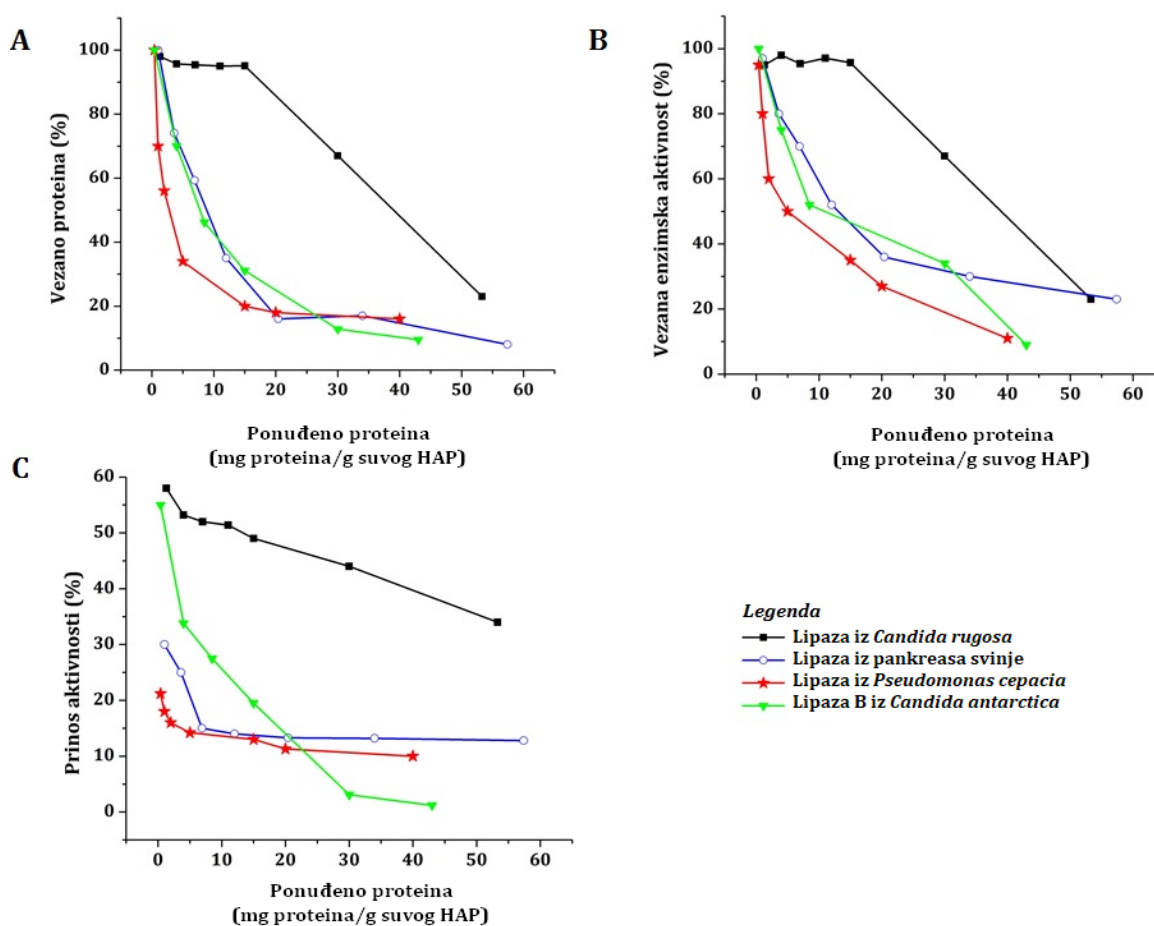 A
Vezano proteina (%)
100
80
60
40
20
0
0 10 20 30 40 50 60
Ponuđeno proteina
(mg proteina/g suvog HAP)
B
Vezana enzimska aktivnost (%)
100
80
60
40
20
0
0 10 20 30 40 50 60
Ponuđeno proteina
(mg proteina/g suvog HAP)
C
Prinos aktivnosti (%)
60
50
40
30
20
10
0
0 10 20 30 40 50 60
Ponuđeno proteina
(mg proteina/g suvog HAP)
Legenda
Lipaza iz Candida rugosa
Lipaza iz pankreasa svinje
Lipaza iz Pseudomonas cepacia
Lipaza B iz Candida antarctica